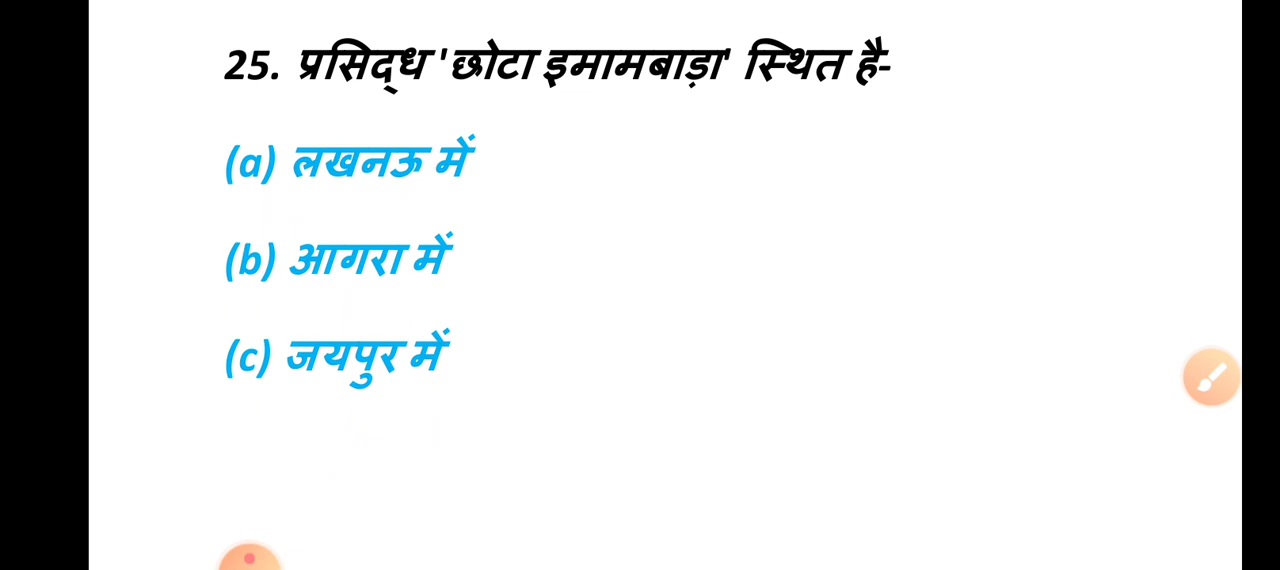 25. प्रसिद्ध 'छोटा इमामबाड़ा' स्थित है-
(a) लखनऊ में
(b) आगरा में
(c) जयपुर में